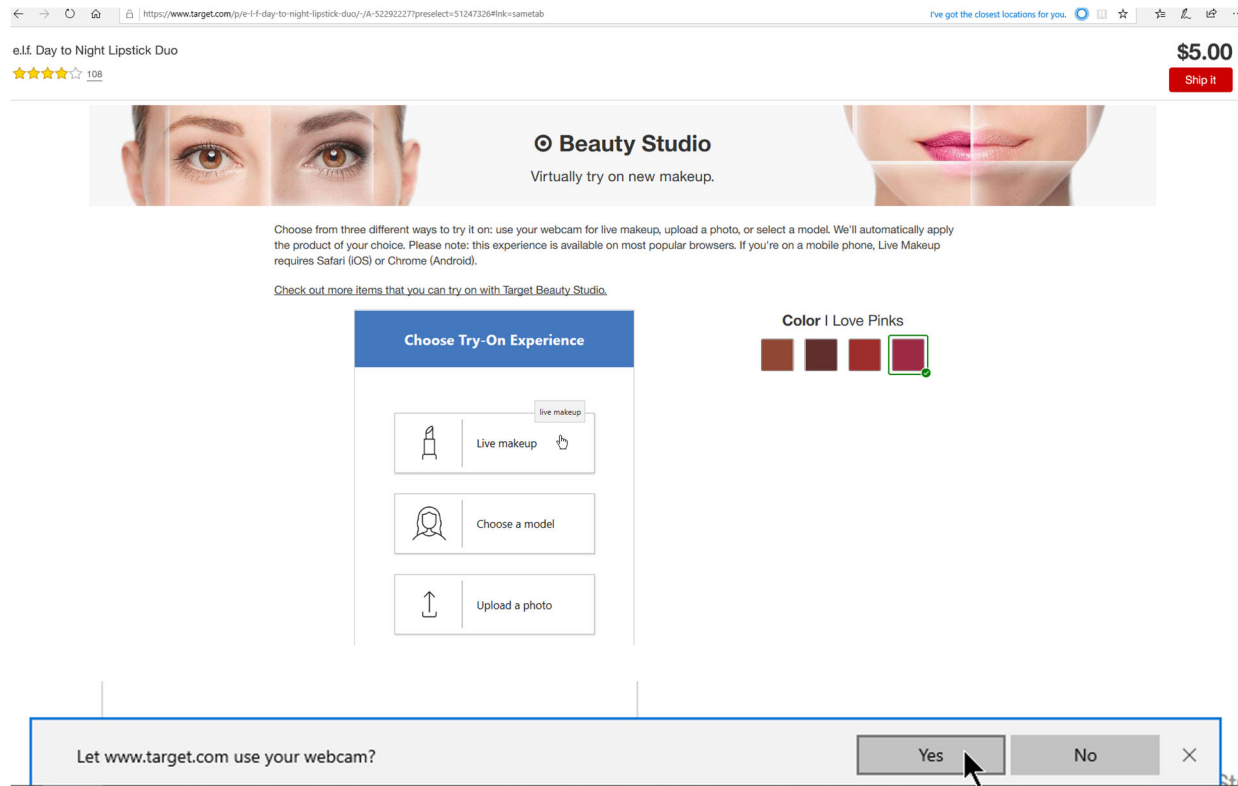 https://www.target.com/p/e-l-f-day-to-night-lipstick-duo/-/A-52292227?preselect=51247326#lnk=sametab
I've got the closest locations for you.
e.l.f. Day to Night Lipstick Duo
$5.00
108
Ship it
Beauty Studio
Virtually try on new makeup.
Choose from three different ways to try it on: use your webcam for live makeup, upload a photo, or select a model. We'll automatically apply
the product of your choice. Please note: this experience is available on most popular browsers. If you're on a mobile phone, Live Makeup
requires Safari (iOS) or Chrome (Android).
Check out more items that you can try on with Target Beauty Studio.
Choose Try-On Experience
Color I Love Pinks
live makeup
Live makeup
Choose a model
Upload a photo
Let www.target.com use your webcam?
Yes
No